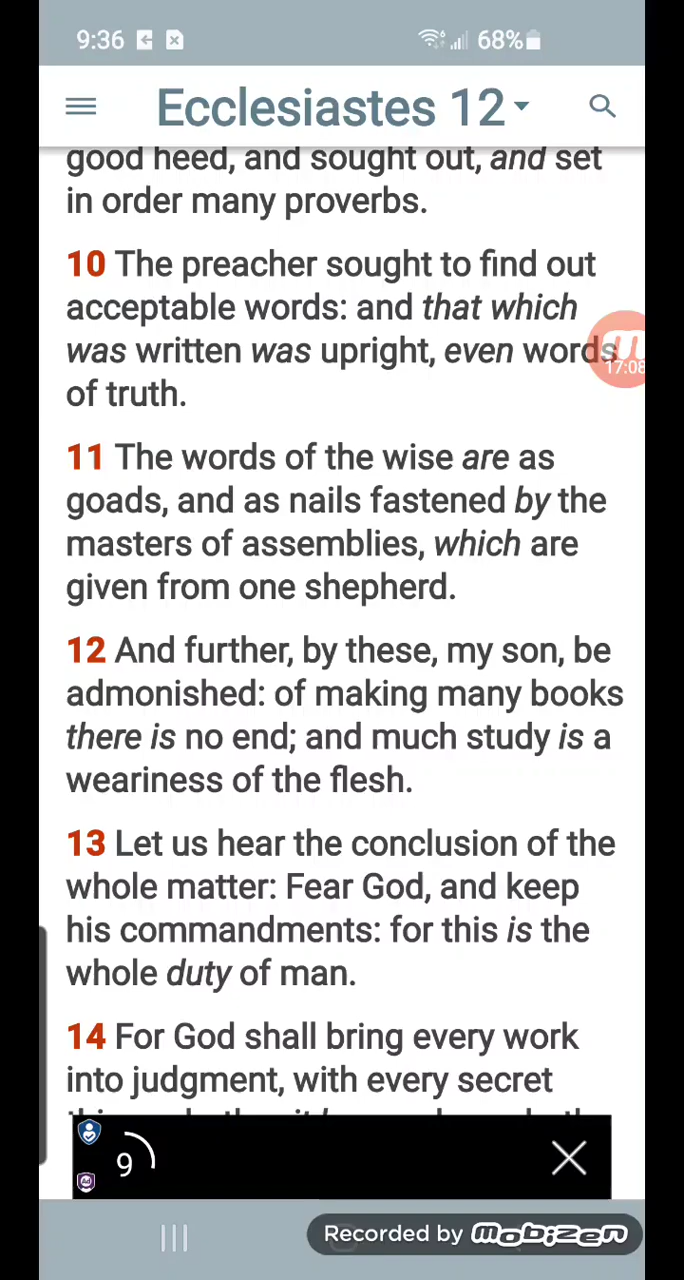 9:36 68%
Ecclesiastes 12
good heed, and sought out, and set
in order many proverbs.
10 The preacher sought to find out
acceptable words: and that which
was written was upright, even words
of truth.
17:08
11 The words of the wise are as
goads, and as nails fastened by the
masters of assemblies, which are
given from one shepherd.
12 And further, by these, my son, be
admonished: of making many books
there is no end; and much study is a
weariness of the flesh.
13 Let us hear the conclusion of the
whole matter: Fear God, and keep
his commandments: for this is the
whole duty of man.
14 For God shall bring every work
into judgment, with every secret
9
Recorded by mobizen